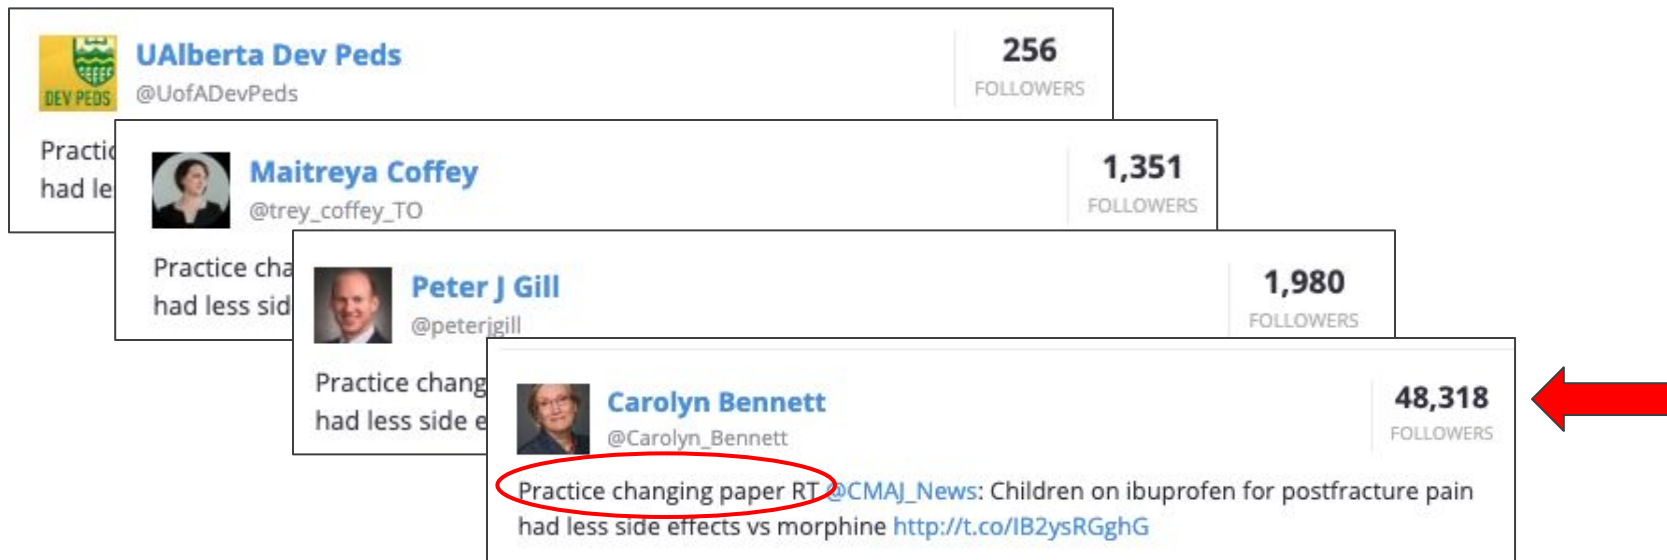 UAlberta Dev Peds
@UofADevPeds
256
FOLLOWERS
DEV PEDS
Practic
had le
Maitreya Coffey
@trey_coffey_TO
1,351
FOLLOWERS
Practice cha
had less sid
Peter J Gill
@peterjgill
1,980
FOLLOWERS
Practice chang
had less side e
Carolyn Bennett
@Carolyn_Bennett
48,318
FOLLOWERS
Practice changing paper RT @CMAJ_News: Children on ibuprofen for postfracture pain
had less side effects vs morphine http://t.co/IB2ysRGghG